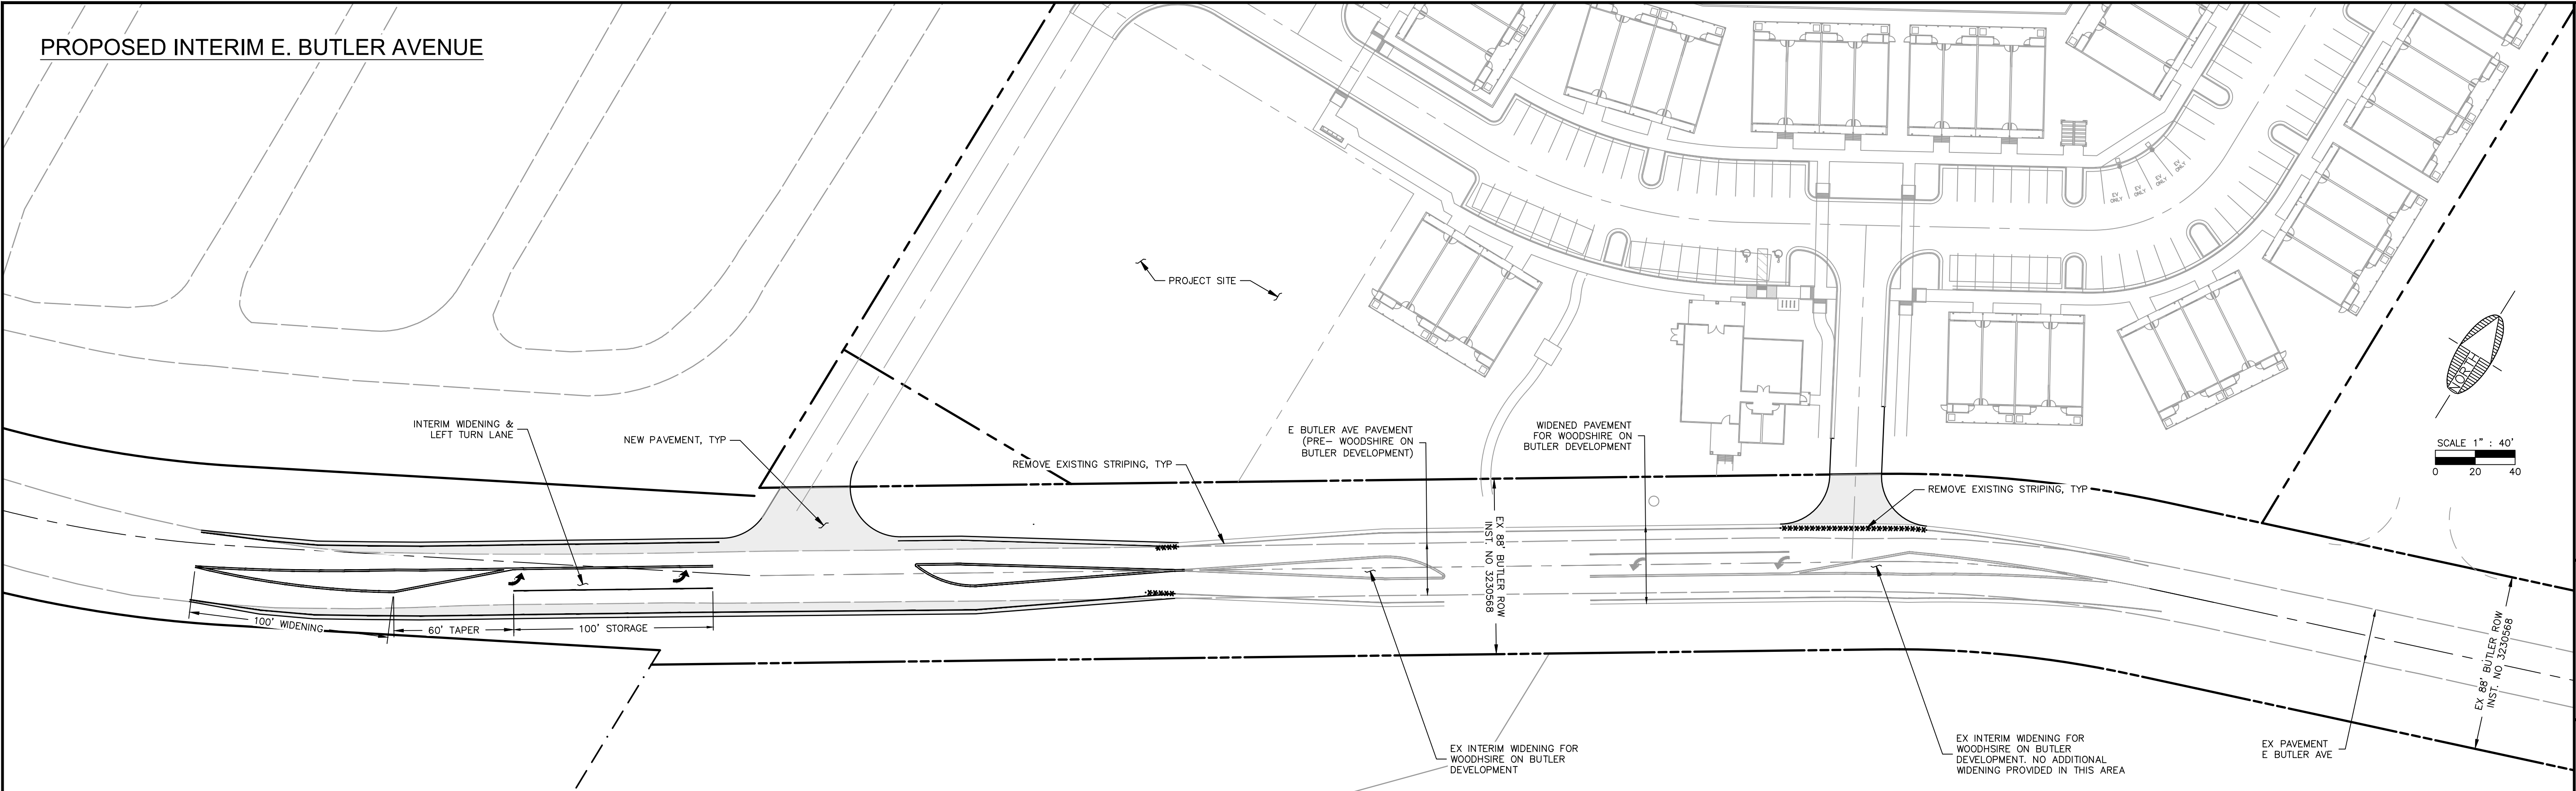 PROPOSED INTERIM E. BUTLER AVENUE
EV
ONLY
EV
ONLY
EV
ONLY
EV
ONLY
PROJECT SITE
NORTH
SCALE 1" : 40'
0 20 40
INTERIM WIDENING &
LEFT TURN LANE
NEW PAVEMENT, TYP
REMOVE EXISTING STRIPING, TYP
E BUTLER AVE PAVEMENT
(PRE- WOODSHIRE ON
BUTLER DEVELOPMENT)
WIDENED PAVEMENT
FOR WOODSHIRE ON
BUTLER DEVELOPMENT
REMOVE EXISTING STRIPING, TYP
EX 88' BUTLER ROW
INST. NO 3230568
100' WIDENING
60' TAPER
100' STORAGE
EX 88' BUTLER ROW
INST. NO 3230568
EX INTERIM WIDENING FOR
WOODHSIRE ON BUTLER
DEVELOPMENT
EX INTERIM WIDENING FOR
WOODHSIRE ON BUTLER
DEVELOPMENT. NO ADDITIONAL
WIDENING PROVIDED IN THIS AREA
EX PAVEMENT
E BUTLER AVE